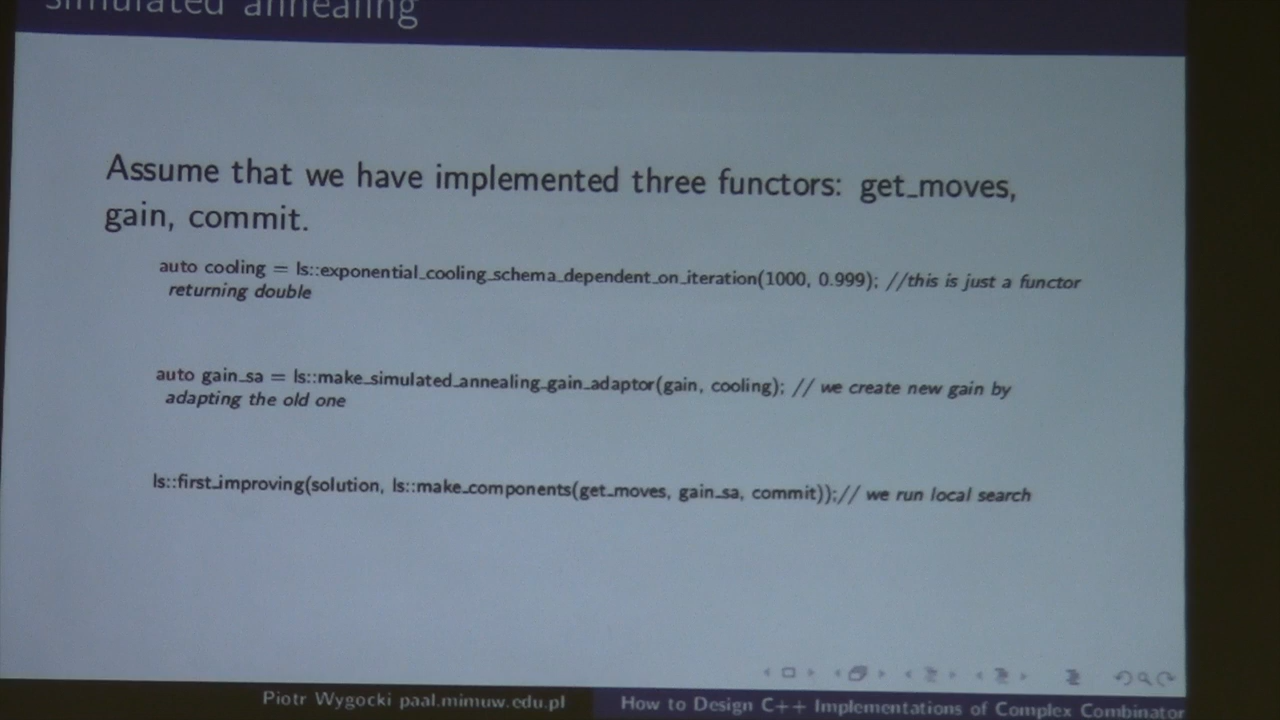 simulated annealing
Assume that we have implemented three functors: get_moves,
gain, commit.
auto cooling = ls::exponential_cooling_schema_dependent_on_iteration(1000, 0.999); //this is just a functor
returning double
auto gain_sa = ls::make_simulated_annealing_gain_adaptor(gain, cooling); // we create new gain by
adapting the old one
ls::first_improving(solution, ls::make_components(get_moves, gain_sa, commit));// we run local search
Piotr Wygocki paal.mimuw.edu.pl
How to Design C++ Implementations of Complex Combinator